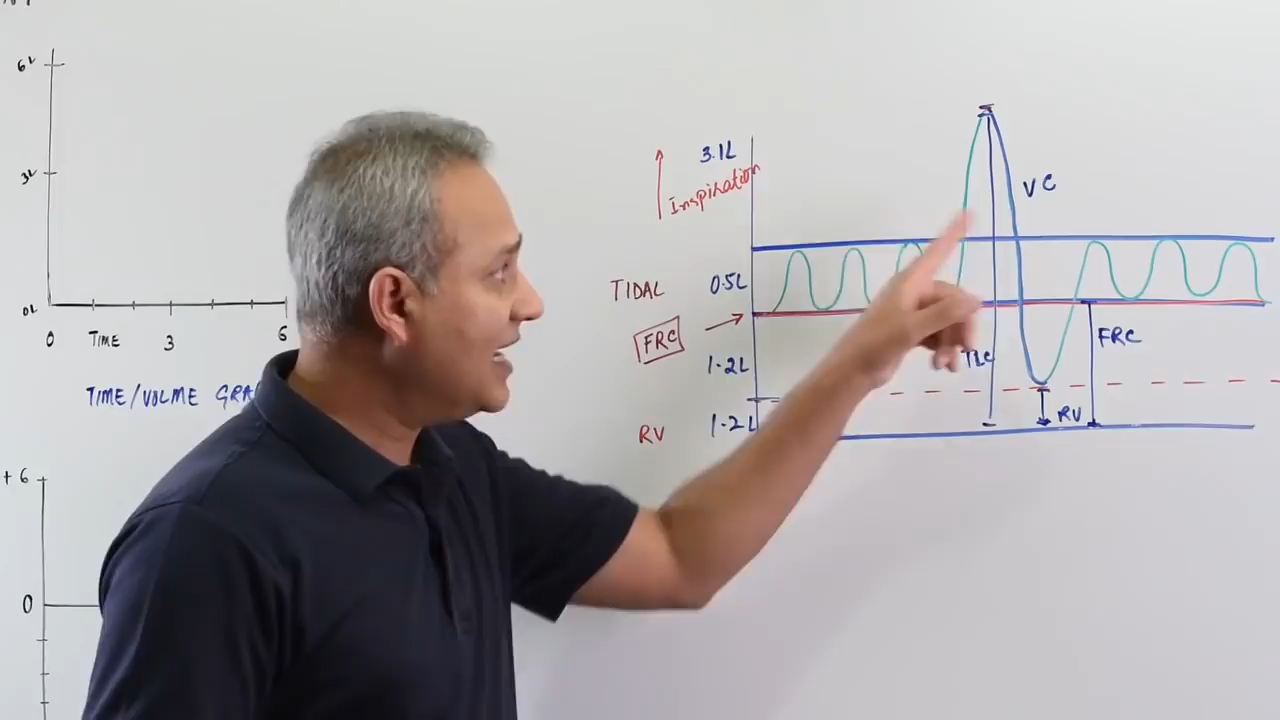 6L
3L
0L
0 TIME 3 6
TIME/VOLME GRA
+6
0
3.1L
Inspiration
VC
TIDAL 0.5L
FRC
1.2L
TLC
FRC
RV 1.2L
RV